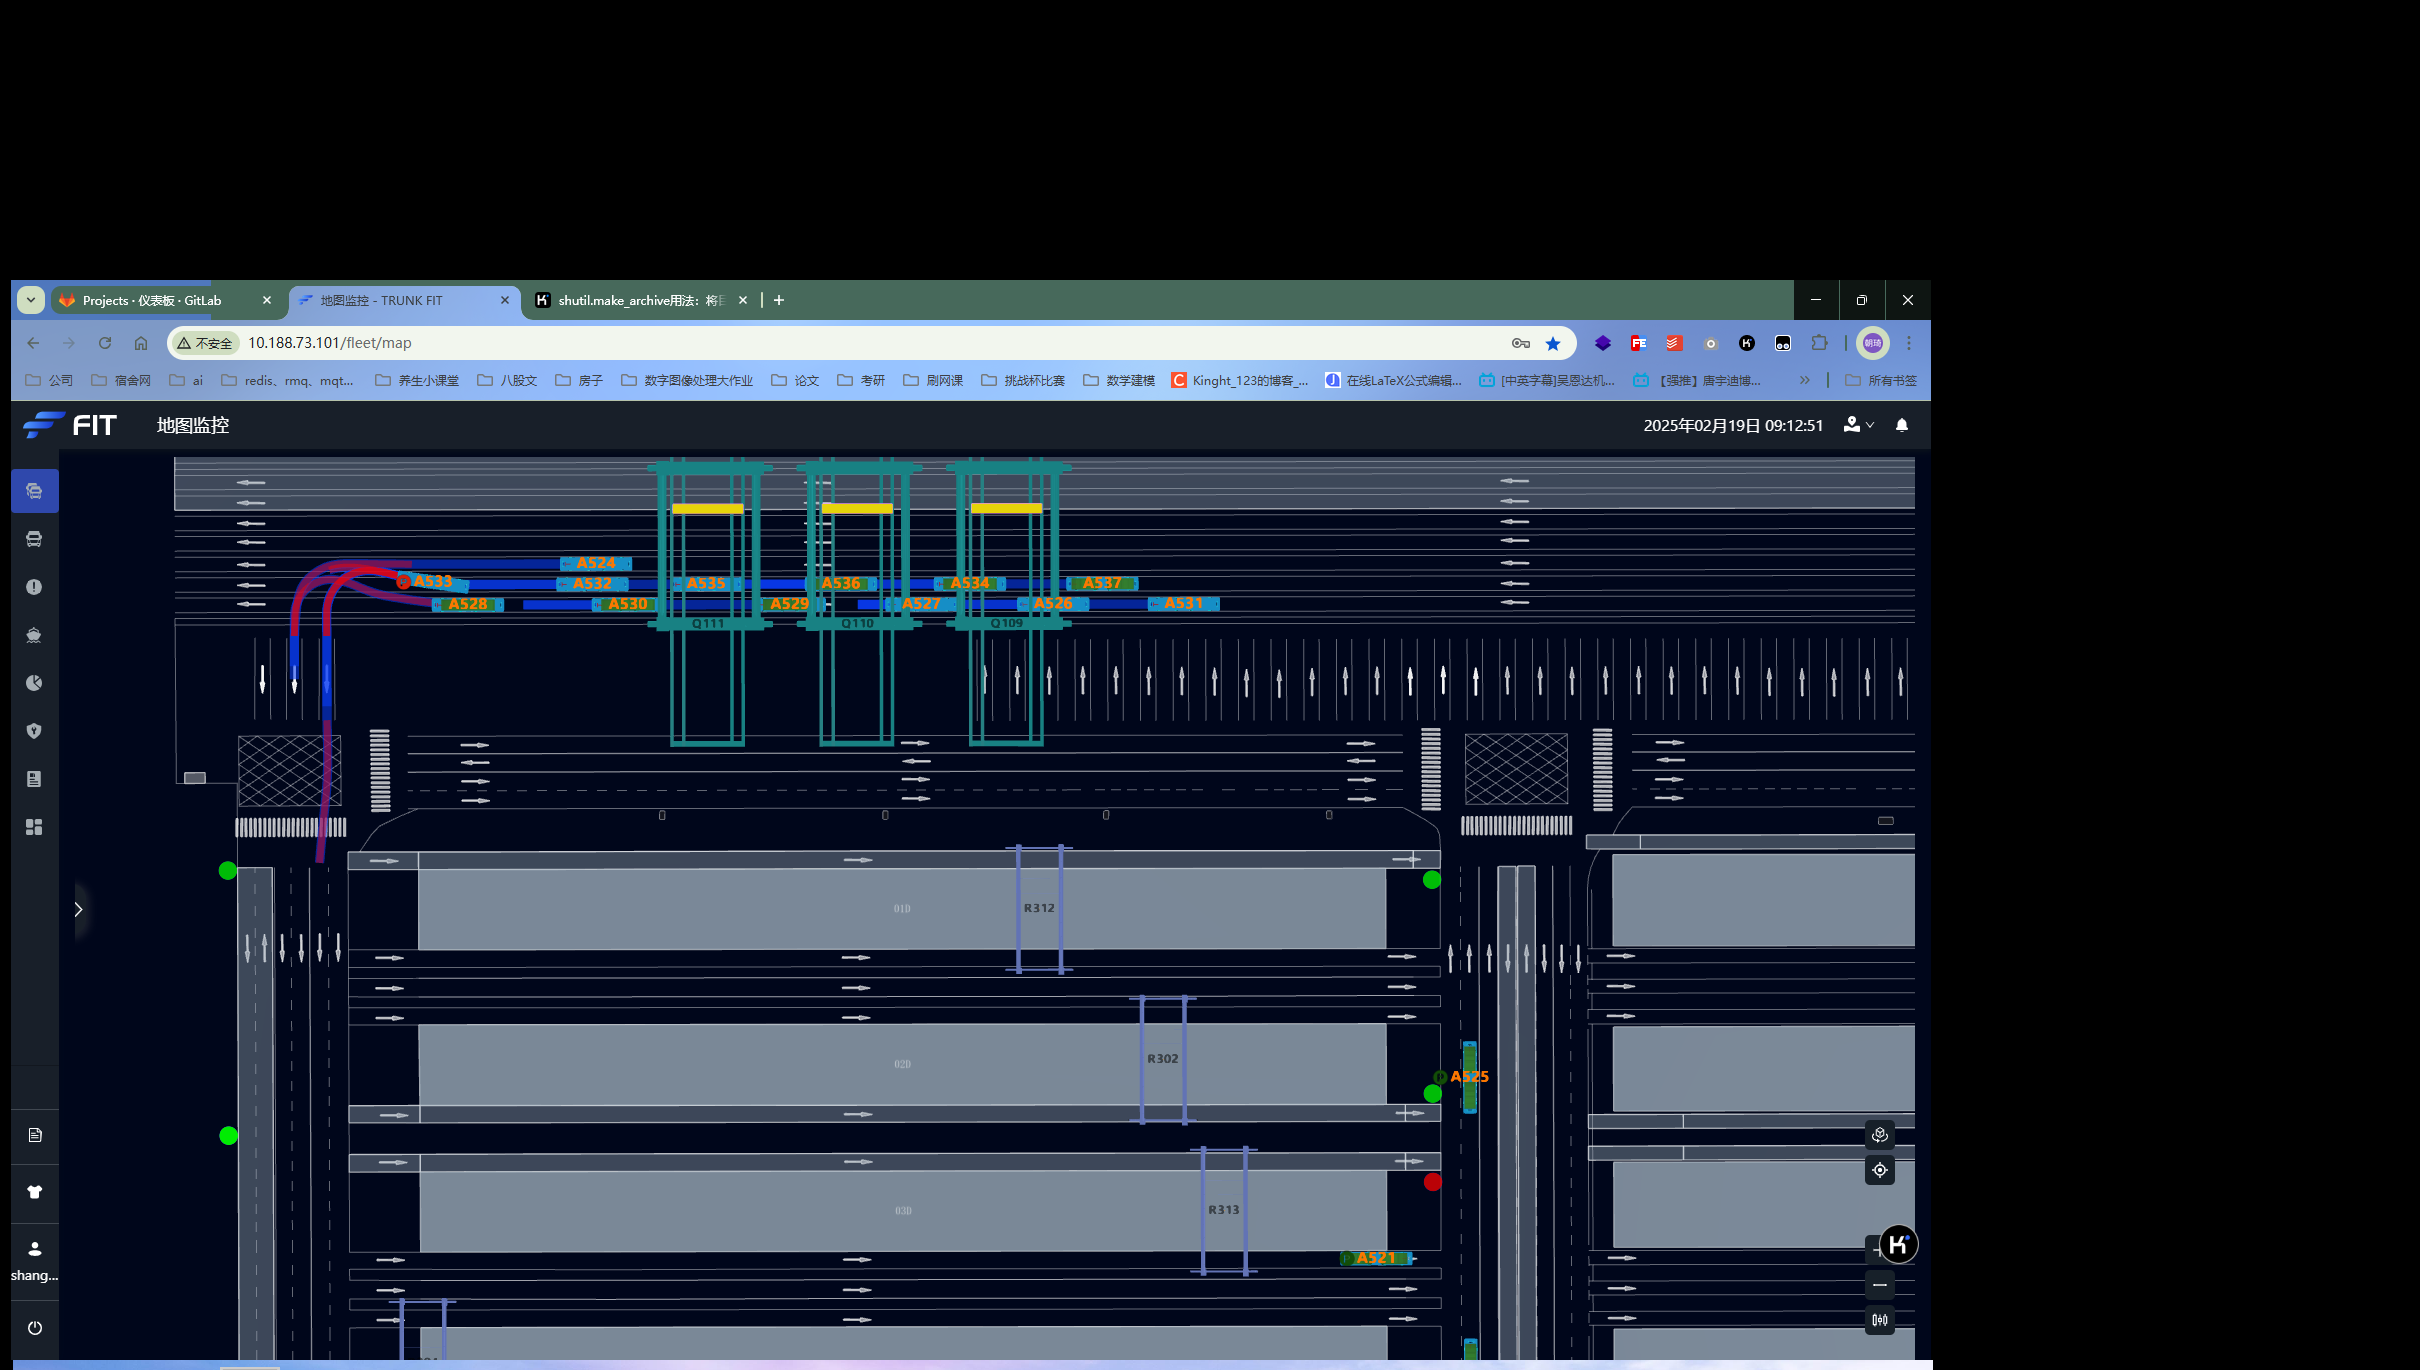 Projects · 仪表板 · GitLab
地图监控 - TRUNK FIT
shutil.make_archive用法：将
不安全 10.188.73.101/fleet/map
朝琦
公司 宿舍网 ai redis、rmq、mqt... 养生小课堂 八股文 房子 数字图像处理大作业 论文 考研 刷网课 挑战杯比赛 数学建模 Kinght_123的博客_... 在线LaTeX公式编辑... [中英字幕]吴恩达机... 【强推】唐宇迪博... 所有书签
FIT 地图监控 2025年02月19日 09:12:51
A524
A533 A532 A535 A536 A534 A537
A528 A530 A529 A527 A526 A531
Q111 Q110 Q109
01D R312
02D R302
A525
03D R313
A521
shang...